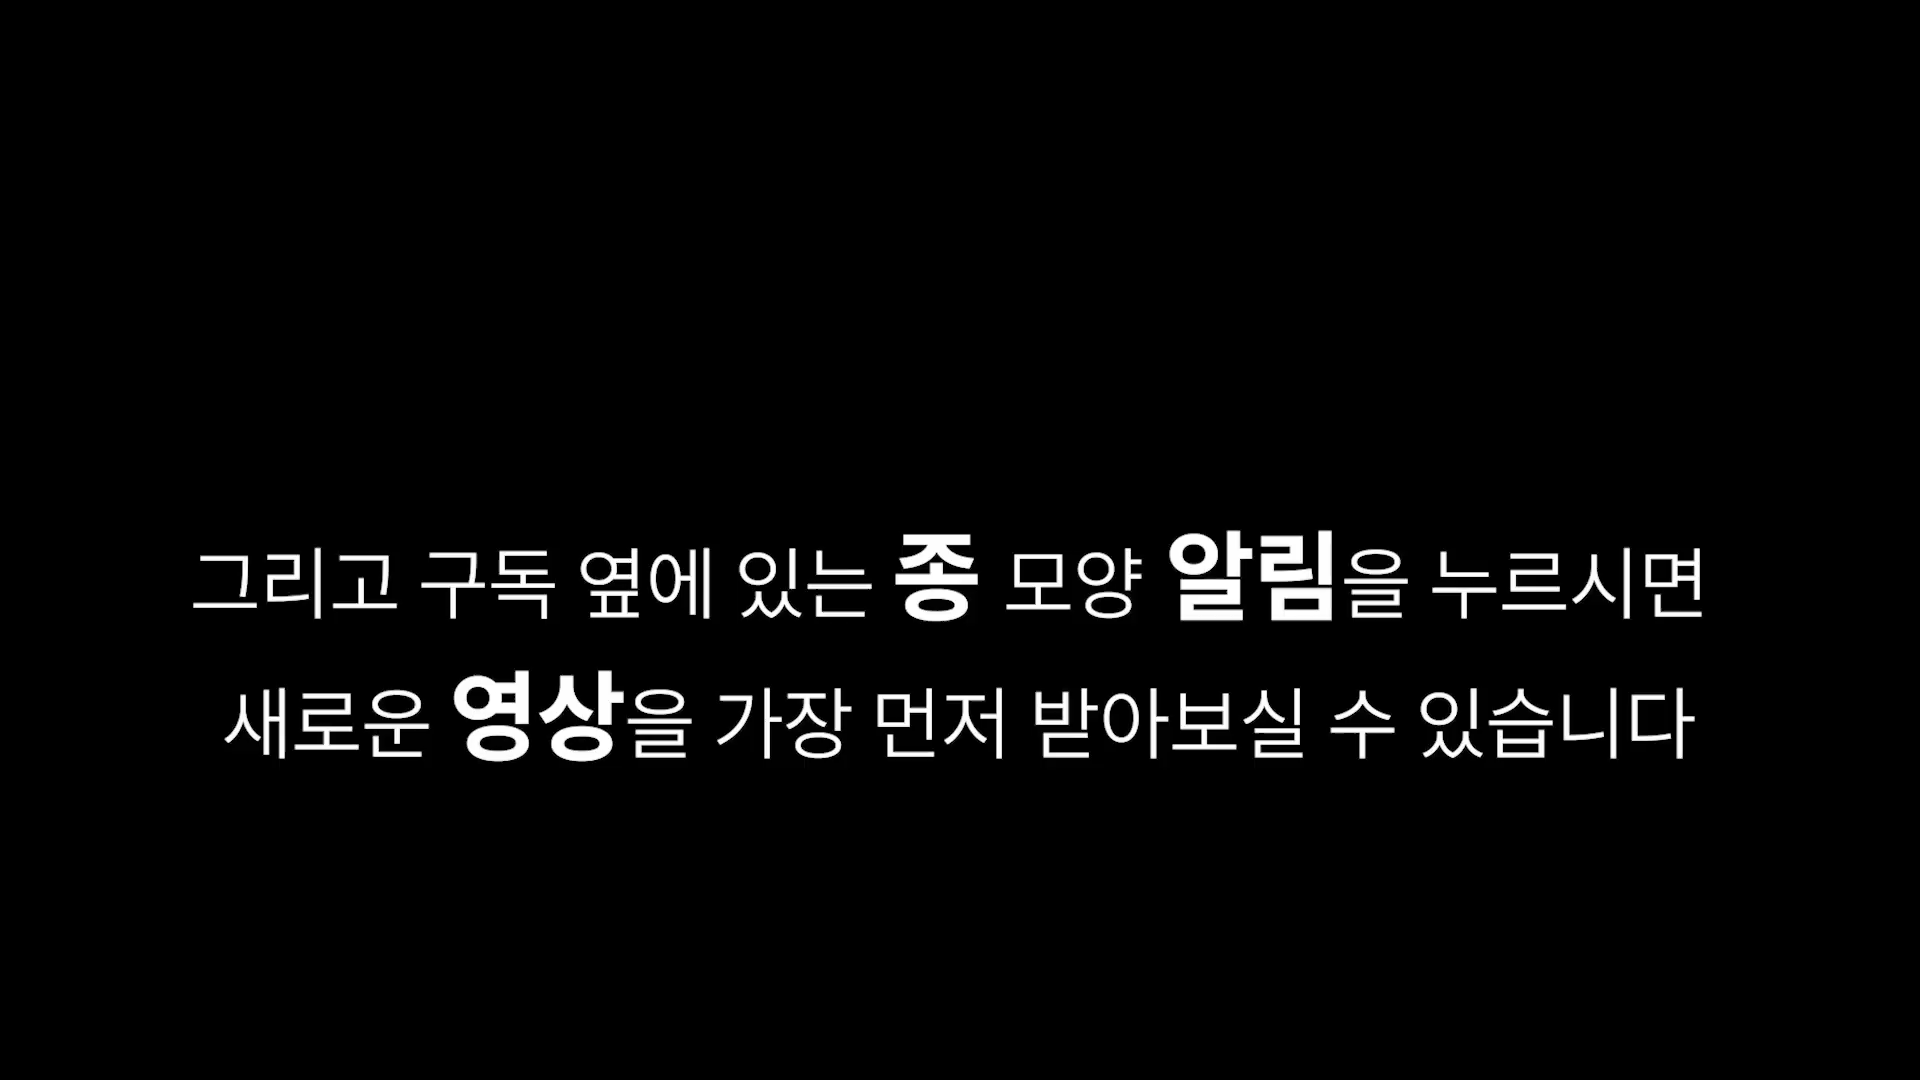 그리고 구독 옆에 있는 종 모양 알림을 누르시면
새로운 영상을 가장 먼저 받아보실 수 있습니다